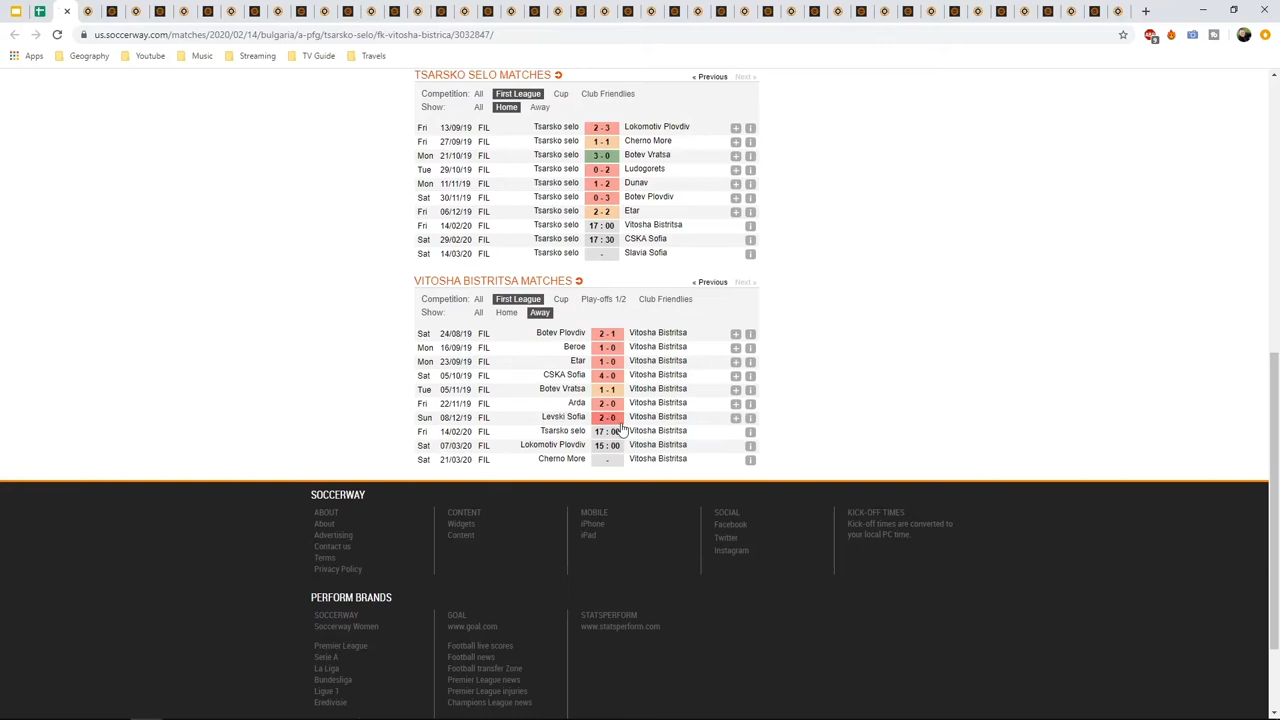 us.soccerway.com/matches/2020/02/14/bulgaria/a-pfg/tsarsko-selo/fk-vitosha-bistrica/3032847/
Apps Geography Youtube Music Streaming TV Guide Travels
TSARSKO SELO MATCHES « Previous Next »
Competition: All First League Cup Club Friendlies
Show: All Home Away
Fri 13/09/19 FIL Tsarsko selo 2 - 3 Lokomotiv Plovdiv
Fri 27/09/19 FIL Tsarsko selo 1 - 1 Cherno More
Mon 21/10/19 FIL Tsarsko selo 3 - 0 Botev Vratsa
Tue 29/10/19 FIL Tsarsko selo 0 - 2 Ludogorets
Mon 11/11/19 FIL Tsarsko selo 1 - 2 Dunav
Sat 30/11/19 FIL Tsarsko selo 0 - 3 Botev Plovdiv
Fri 06/12/19 FIL Tsarsko selo 2 - 2 Etar
Fri 14/02/20 FIL Tsarsko selo 17 : 00 Vitosha Bistritsa
Sat 29/02/20 FIL Tsarsko selo 17 : 30 CSKA Sofia
Sat 14/03/20 FIL Tsarsko selo - Slavia Sofia
VITOSHA BISTRITSA MATCHES « Previous Next »
Competition: All First League Cup Play-offs 1/2 Club Friendlies
Show: All Home Away
Sat 24/08/19 FIL Botev Plovdiv 2 - 1 Vitosha Bistritsa
Mon 16/09/19 FIL Beroe 1 - 0 Vitosha Bistritsa
Mon 23/09/19 FIL Etar 1 - 0 Vitosha Bistritsa
Sat 05/10/19 FIL CSKA Sofia 4 - 0 Vitosha Bistritsa
Tue 05/11/19 FIL Botev Vratsa 1 - 1 Vitosha Bistritsa
Fri 22/11/19 FIL Arda 2 - 0 Vitosha Bistritsa
Sun 08/12/19 FIL Levski Sofia 2 - 0 Vitosha Bistritsa
Fri 14/02/20 FIL Tsarsko selo 17 : 00 Vitosha Bistritsa
Sat 07/03/20 FIL Lokomotiv Plovdiv 15 : 00 Vitosha Bistritsa
Sat 21/03/20 FIL Cherno More - Vitosha Bistritsa
SOCCERWAY
ABOUT CONTENT MOBILE SOCIAL KICK-OFF TIMES
About Widgets iPhone Facebook Kick-off times are converted to
Advertising Content iPad Twitter your local PC time.
Contact us Instagram
Terms
Privacy Policy
PERFORM BRANDS
SOCCERWAY GOAL STATSPERFORM
Soccerway Women www.goal.com www.statsperform.com
Premier League Football live scores
Serie A Football news
La Liga Football transfer Zone
Bundesliga Premier League news
Ligue 1 Premier League injuries
Eredivisie Champions League news